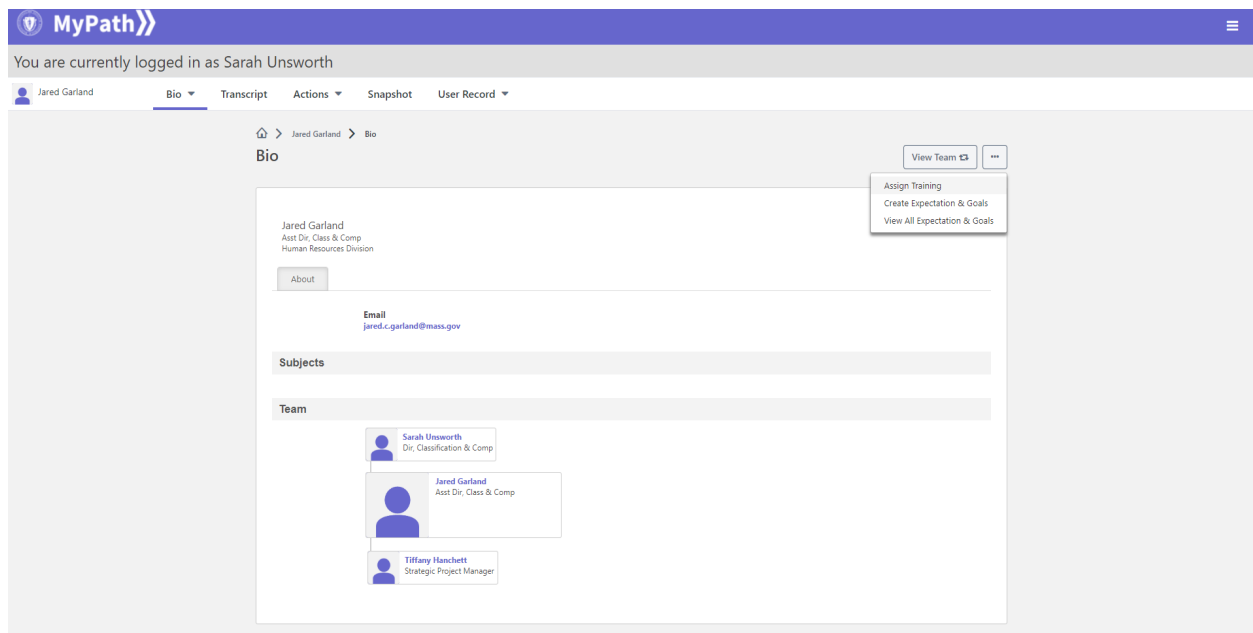 MyPath
You are currently logged in as Sarah Unsworth
Jared Garland
Bio Transcript Actions Snapshot User Record
Jared Garland Bio
Bio
View Team
Assign Training
Create Expectation & Goals
View All Expectation & Goals
Jared Garland
Asst Dir, Class & Comp
Human Resources Division
About
Email
jared.c.garland@mass.gov
Subjects
Team
Sarah Unsworth
Dir, Classification & Comp
Jared Garland
Asst Dir, Class & Comp
Tiffany Hanchett
Strategic Project Manager